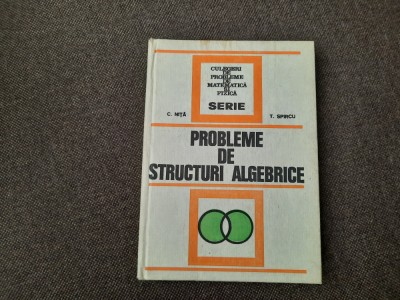 CULEGERI
DE
PROBLEME
DE
MATEMATICĂ
ȘI
FIZICĂ
SERIE
C. NIȚĂ T. SPIRCU
PROBLEME
DE
STRUCTURI ALGEBRICE